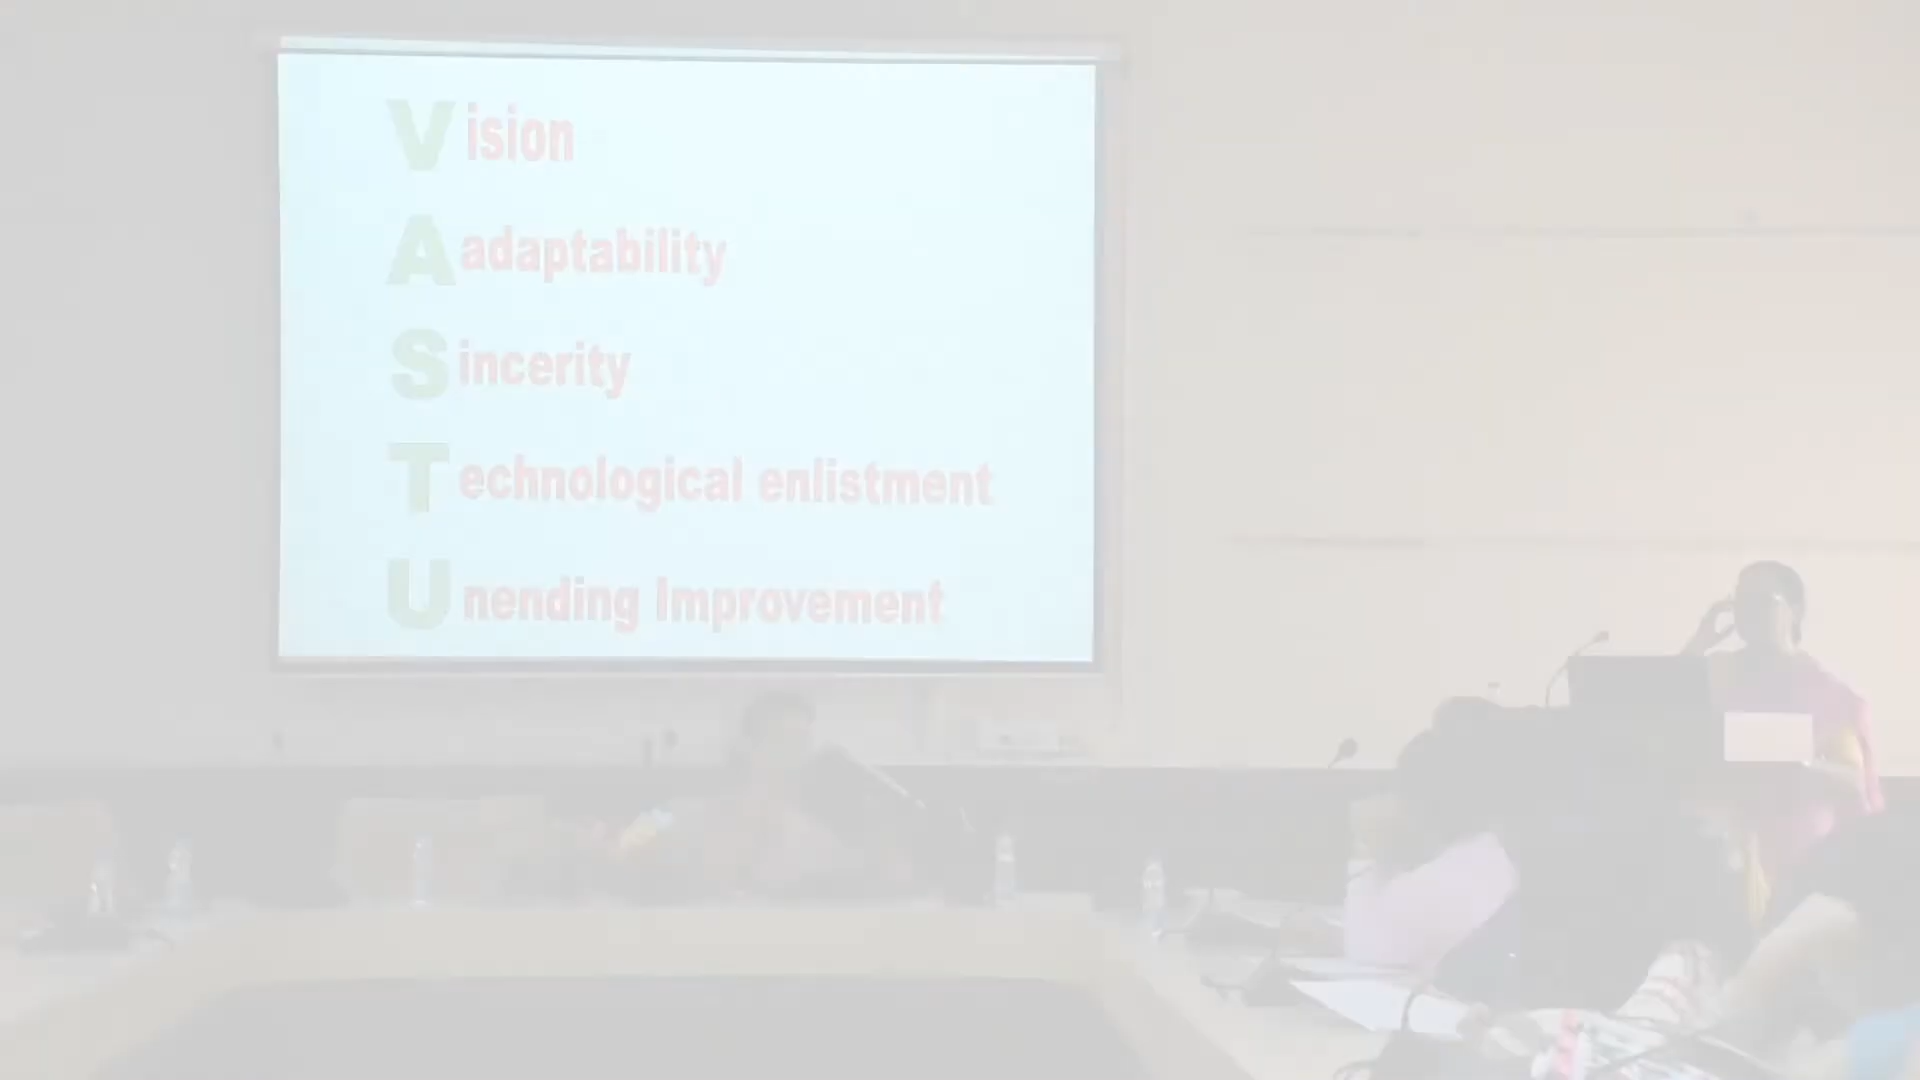 Vision
Aadaptability
Sincerity
Technological enlistment
Unending Improvement